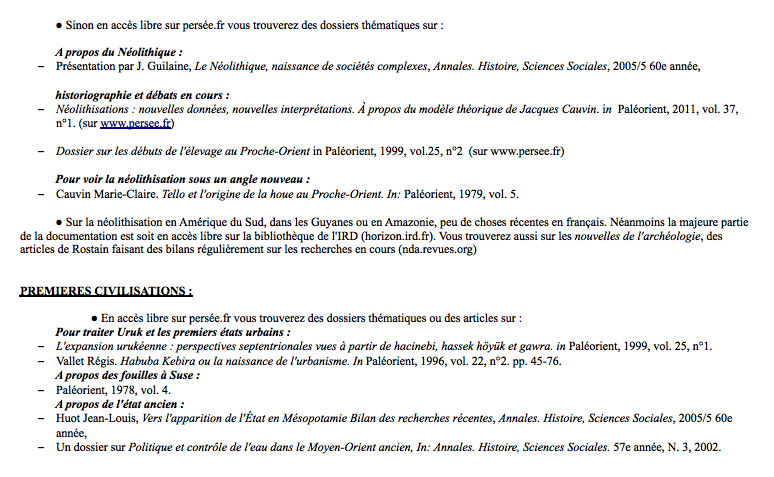 ● Sinon en accès libre sur persée.fr vous trouverez des dossiers thématiques sur :
A propos du Néolithique :
– Présentation par J. Guilaine, Le Néolithique, naissance de sociétés complexes, Annales. Histoire, Sciences Sociales, 2005/5 60e année,
historiographie et débats en cours :
– Néolithisations : nouvelles données, nouvelles interprétations. À propos du modèle théorique de Jacques Cauvin. in Paléorient, 2011, vol. 37,
n°1. (sur www.persee.fr)
– Dossier sur les débuts de l'élevage au Proche-Orient in Paléorient, 1999, vol.25, n°2 (sur www.persee.fr)
Pour voir la néolithisation sous un angle nouveau :
– Cauvin Marie-Claire. Tello et l'origine de la houe au Proche-Orient. In: Paléorient, 1979, vol. 5.
● Sur la néolithisation en Amérique du Sud, dans les Guyanes ou en Amazonie, peu de choses récentes en français. Néanmoins la majeure partie
de la documentation est soit en accès libre sur la bibliothèque de l'IRD (horizon.ird.fr). Vous trouverez aussi sur les nouvelles de l'archéologie, des
articles de Rostain faisant des bilans régulièrement sur les recherches en cours (nda.revues.org)
PREMIERES CIVILISATIONS :
● En accès libre sur persée.fr vous trouverez des dossiers thématiques ou des articles sur :
Pour traiter Uruk et les premiers états urbains :
– L'expansion urukéenne : perspectives septentrionales vues à partir de hacinebi, hassek höyük et gawra. in Paléorient, 1999, vol. 25, n°1.
– Vallet Régis. Habuba Kebira ou la naissance de l'urbanisme. In Paléorient, 1996, vol. 22, n°2. pp. 45-76.
A propos des fouilles à Suse :
– Paléorient, 1978, vol. 4.
A propos de l'état ancien :
– Huot Jean-Louis, Vers l'apparition de l'État en Mésopotamie Bilan des recherches récentes, Annales. Histoire, Sciences Sociales, 2005/5 60e
année,
– Un dossier sur Politique et contrôle de l'eau dans le Moyen-Orient ancien, In: Annales. Histoire, Sciences Sociales. 57e année, N. 3, 2002.